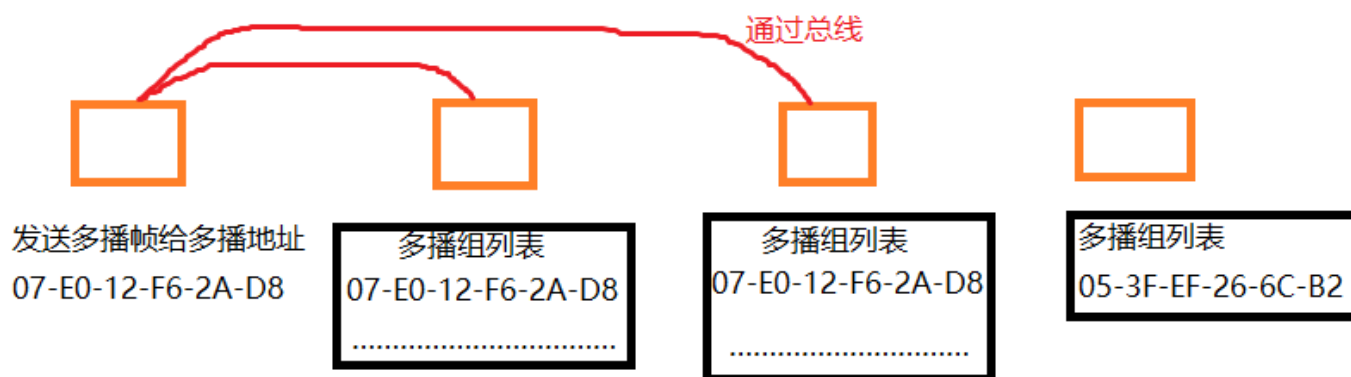 通过总线
发送多播帧给多播地址
07-E0-12-F6-2A-D8
多播组列表
07-E0-12-F6-2A-D8
...............................
多播组列表
07-E0-12-F6-2A-D8
............................
多播组列表
05-3F-EF-26-6C-B2